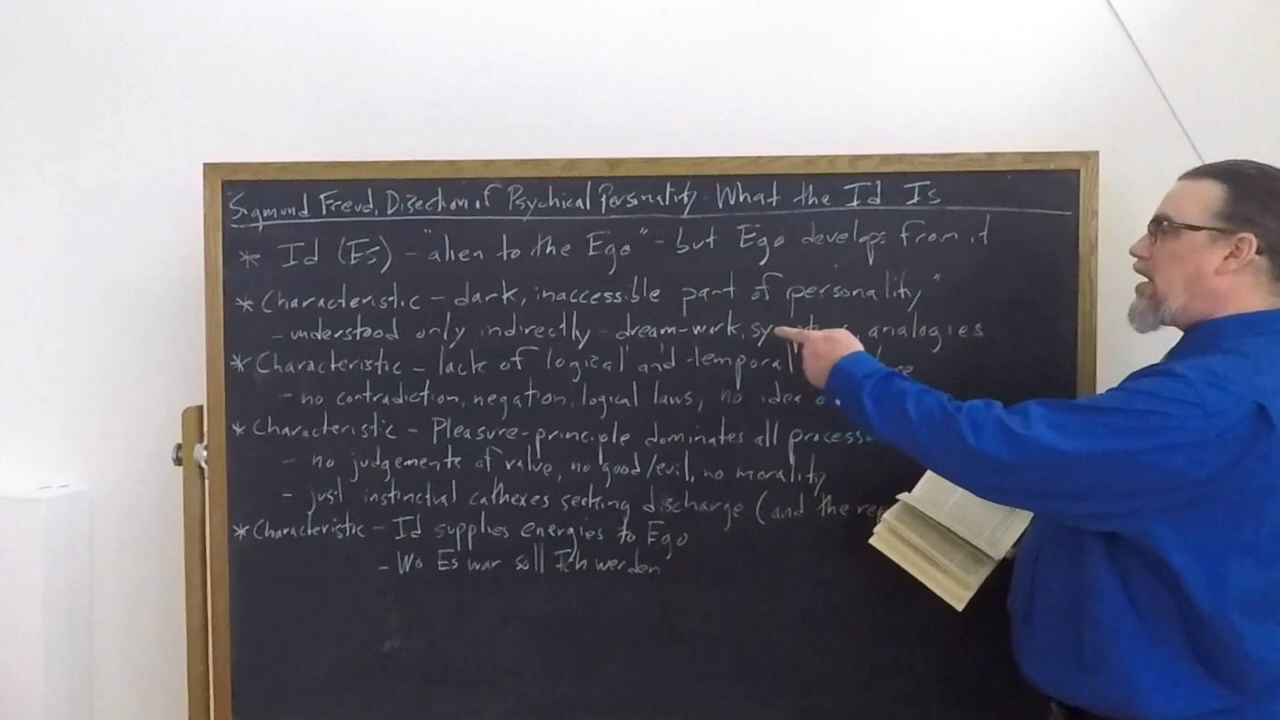 Sigmund Freud, Disection of Psychical Personality - What the Id Is
* Id (Es) - "alien to the Ego" - but Ego develops from it
* Characteristic - dark, inaccessible part of personality"
- understood only indirectly - dream-work, analogies
* Characteristic - lack of logical and temporal
- no contradiction, negation, logical laws, no idea
* Characteristic - Pleasure-principle dominates all
- no judgements of value, no good/evil, no morality
- just instinctual cathexes seeking discharge (and the
* Characteristic - Id supplies energies to Ego
- Wo Es war soll Ich werden